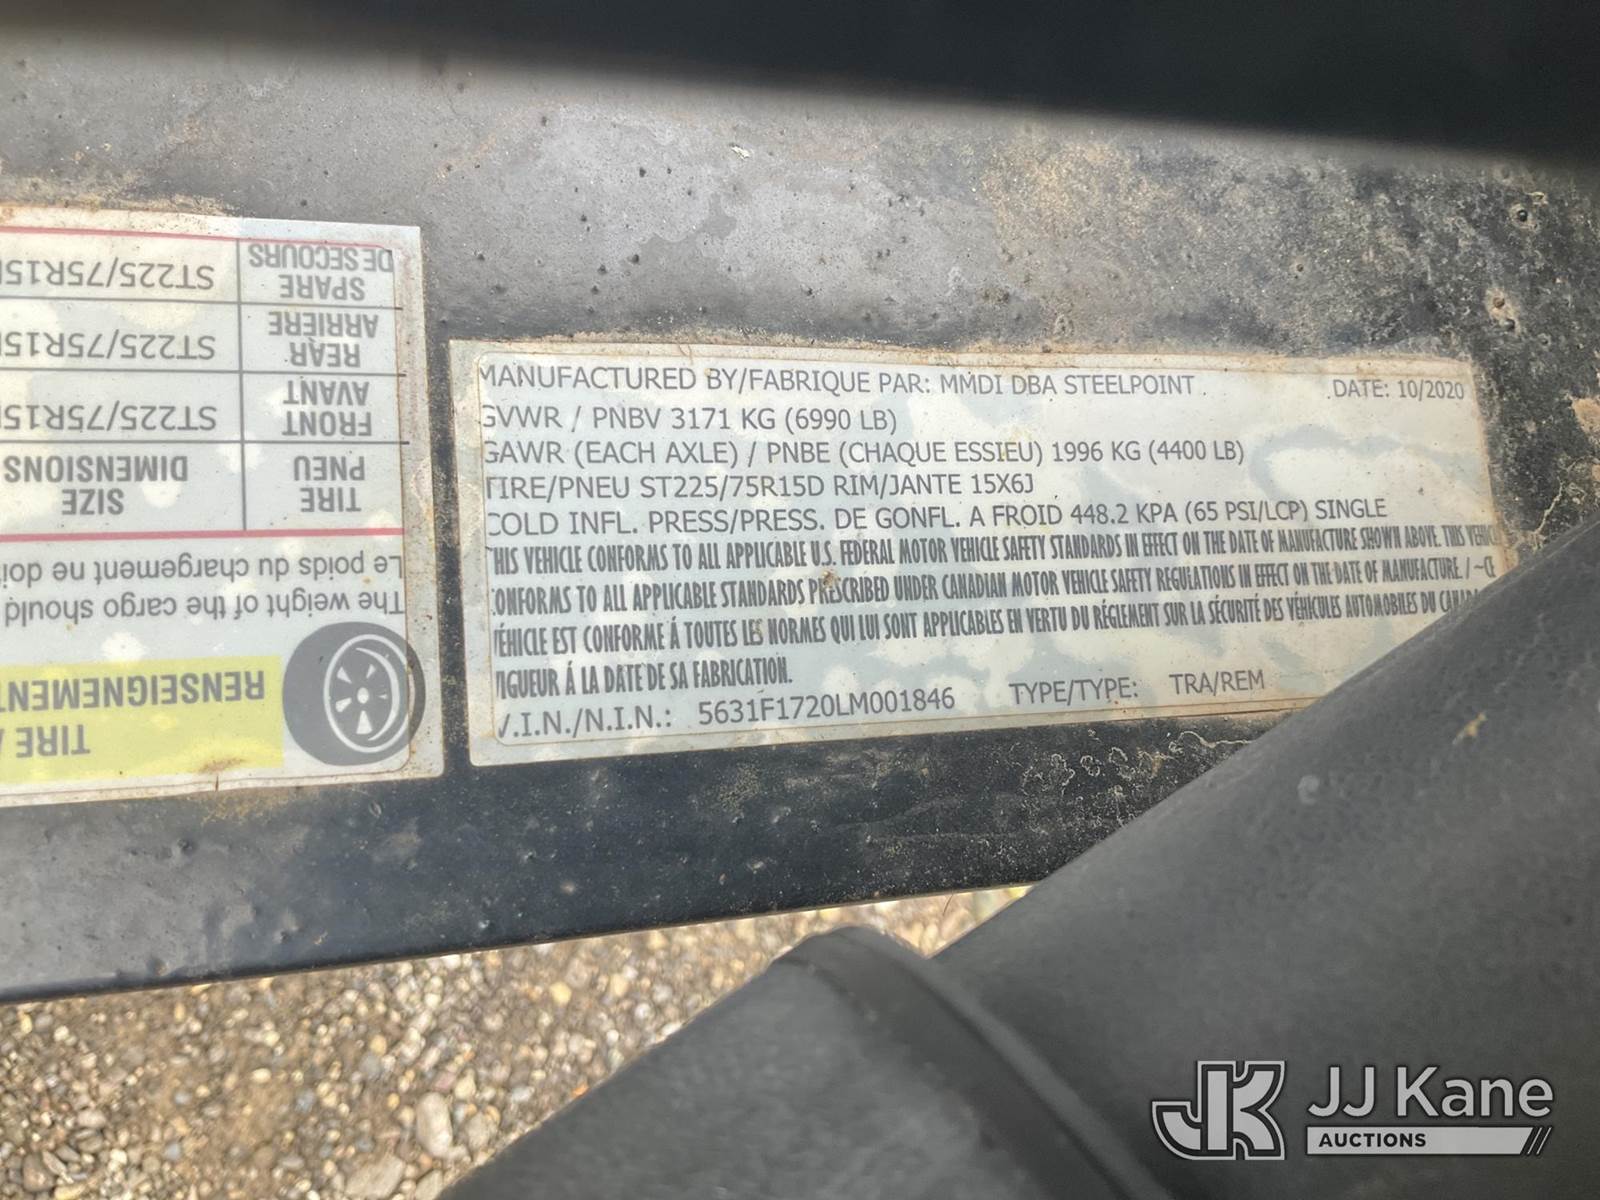 MANUFACTURED BY/FABRIQUE PAR: MMDI DBA STEELPOINT DATE: 10/2020
GVWR / PNBV 3171 KG (6990 LB)
GAWR (EACH AXLE) / PNBE (CHAQUE ESSIEU) 1996 KG (4400 LB)
TIRE/PNEU ST225/75R15D RIM/JANTE 15X6J
COLD INFL. PRESS/PRESS. DE GONFL. A FROID 448.2 KPA (65 PSI/LCP) SINGLE
THIS VEHICLE CONFORMS TO ALL APPLICABLE U.S. FEDERAL MOTOR VEHICLE SAFETY STANDARDS IN EFFECT ON THE DATE OF MANUFACTURE SHOWN ABOVE. THIS VEHICL
CONFORMS TO ALL APPLICABLE STANDARDS PRESCRIBED UNDER CANADIAN MOTOR VEHICLE SAFETY REGULATIONS IN EFFECT ON THE DATE OF MANUFACTURE. / ~CE
VÉHICLE EST CONFORME Á TOUTES LES NORMES QUI LUI SONT APPLICABLES EN VERTU DU RÉGLEMENT SUR LA SÉCURITÉ DES VÉHICULES AUTOMOBILES DU CANADA
VIGUEUR Á LA DATE DE SA FABRICATION.
V.I.N./N.I.N.: 5631F1720LM001846 TYPE/TYPE: TRA/REM
TIRE
RENSEIGNEMENT
The weight of the cargo should
Le poids du chargement ne doi
TIRE SIZE
PNEU DIMENSIONS
FRONT ST225/75R15
AVANT
REAR ST225/75R15
ARRIÈRE
SPARE ST225/75R15
DE SECOURS
JJ Kane
AUCTIONS